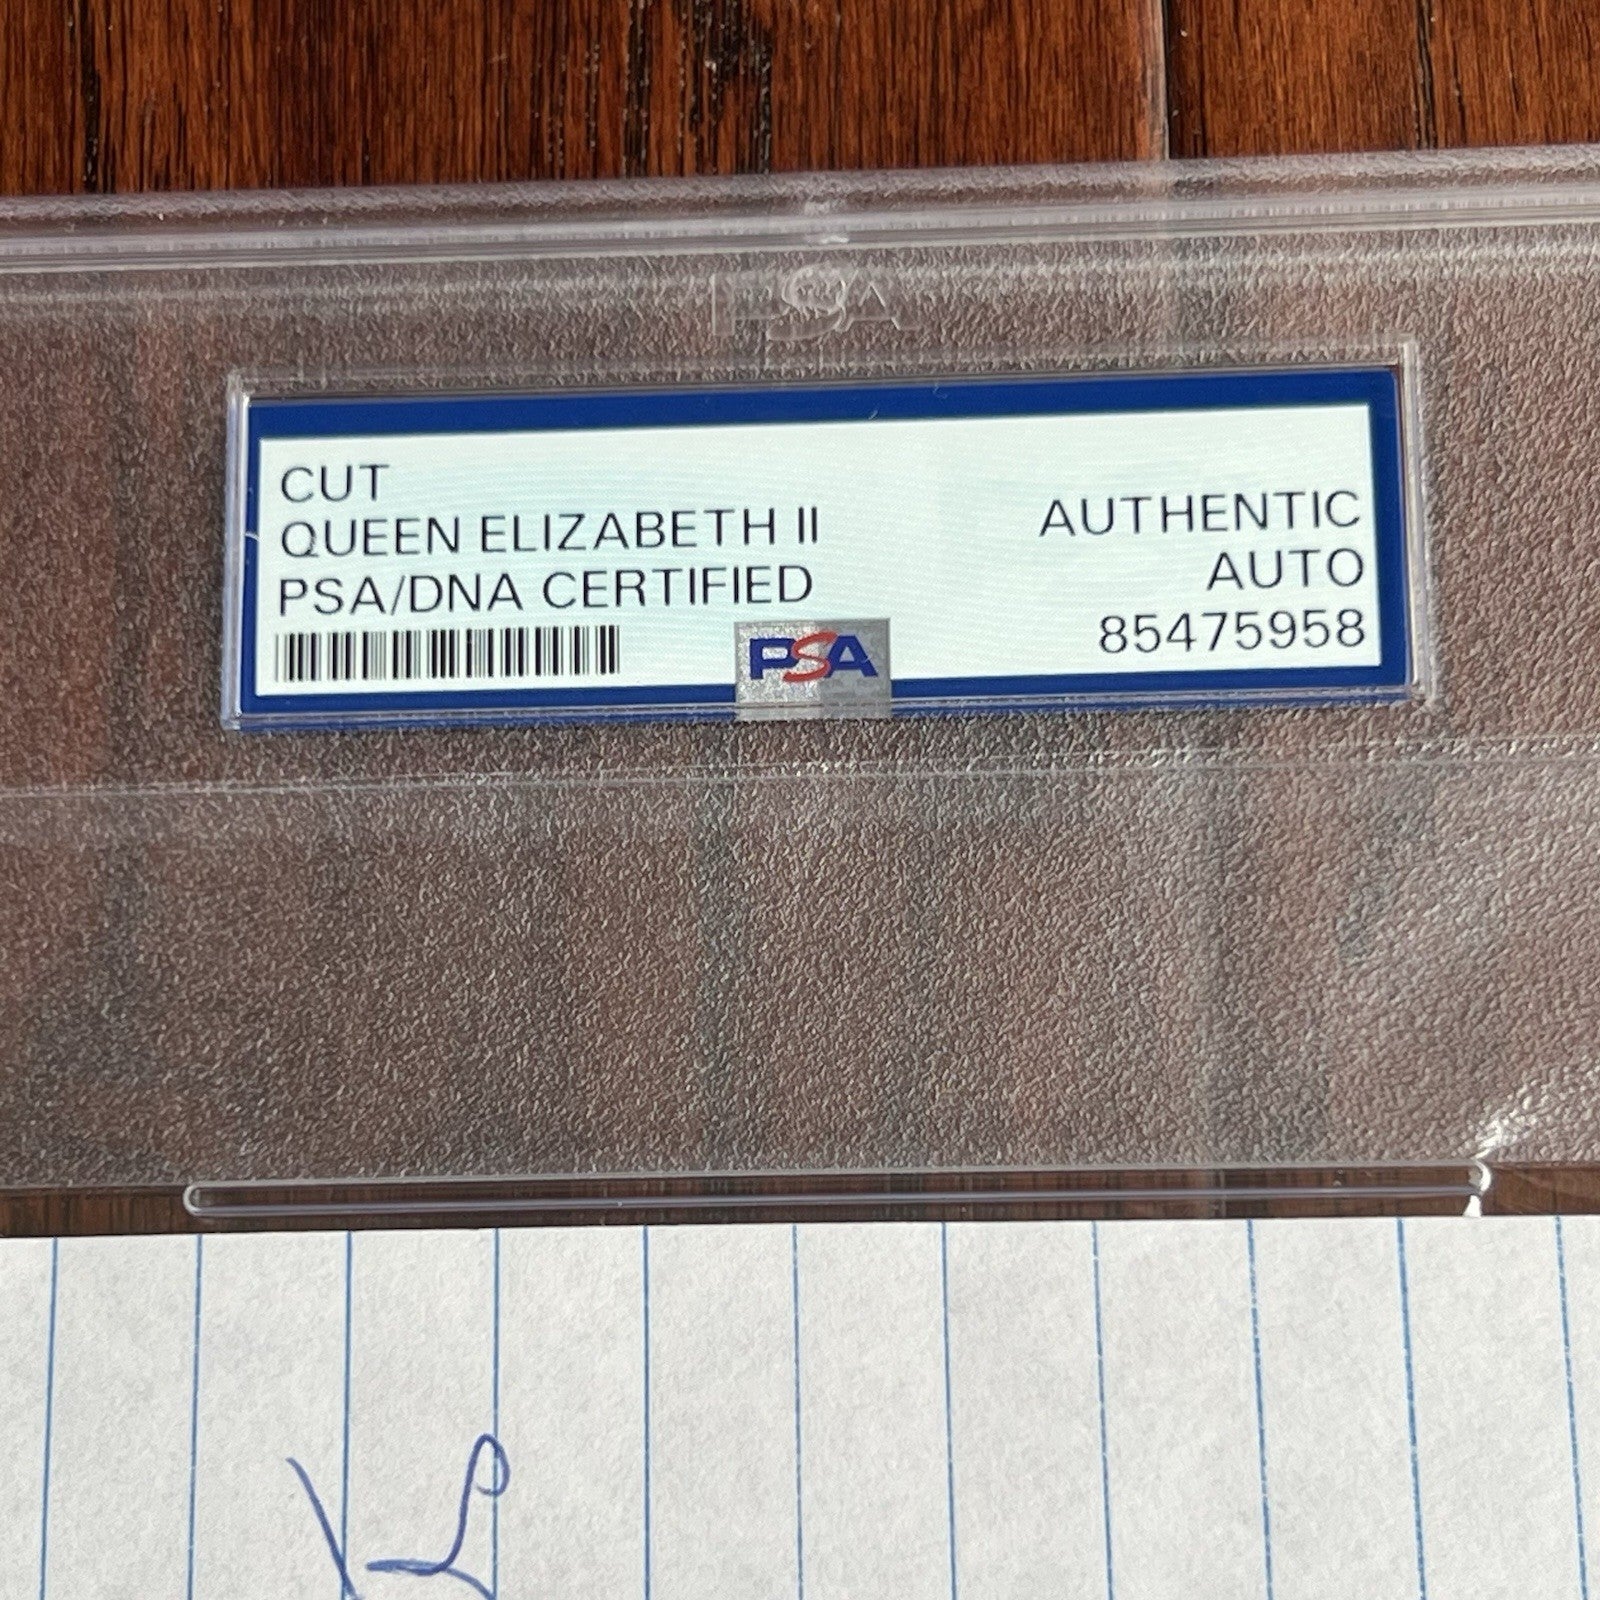 PSA
CUT
QUEEN ELIZABETH II
PSA/DNA CERTIFIED
AUTHENTIC
AUTO
85475958
PSA